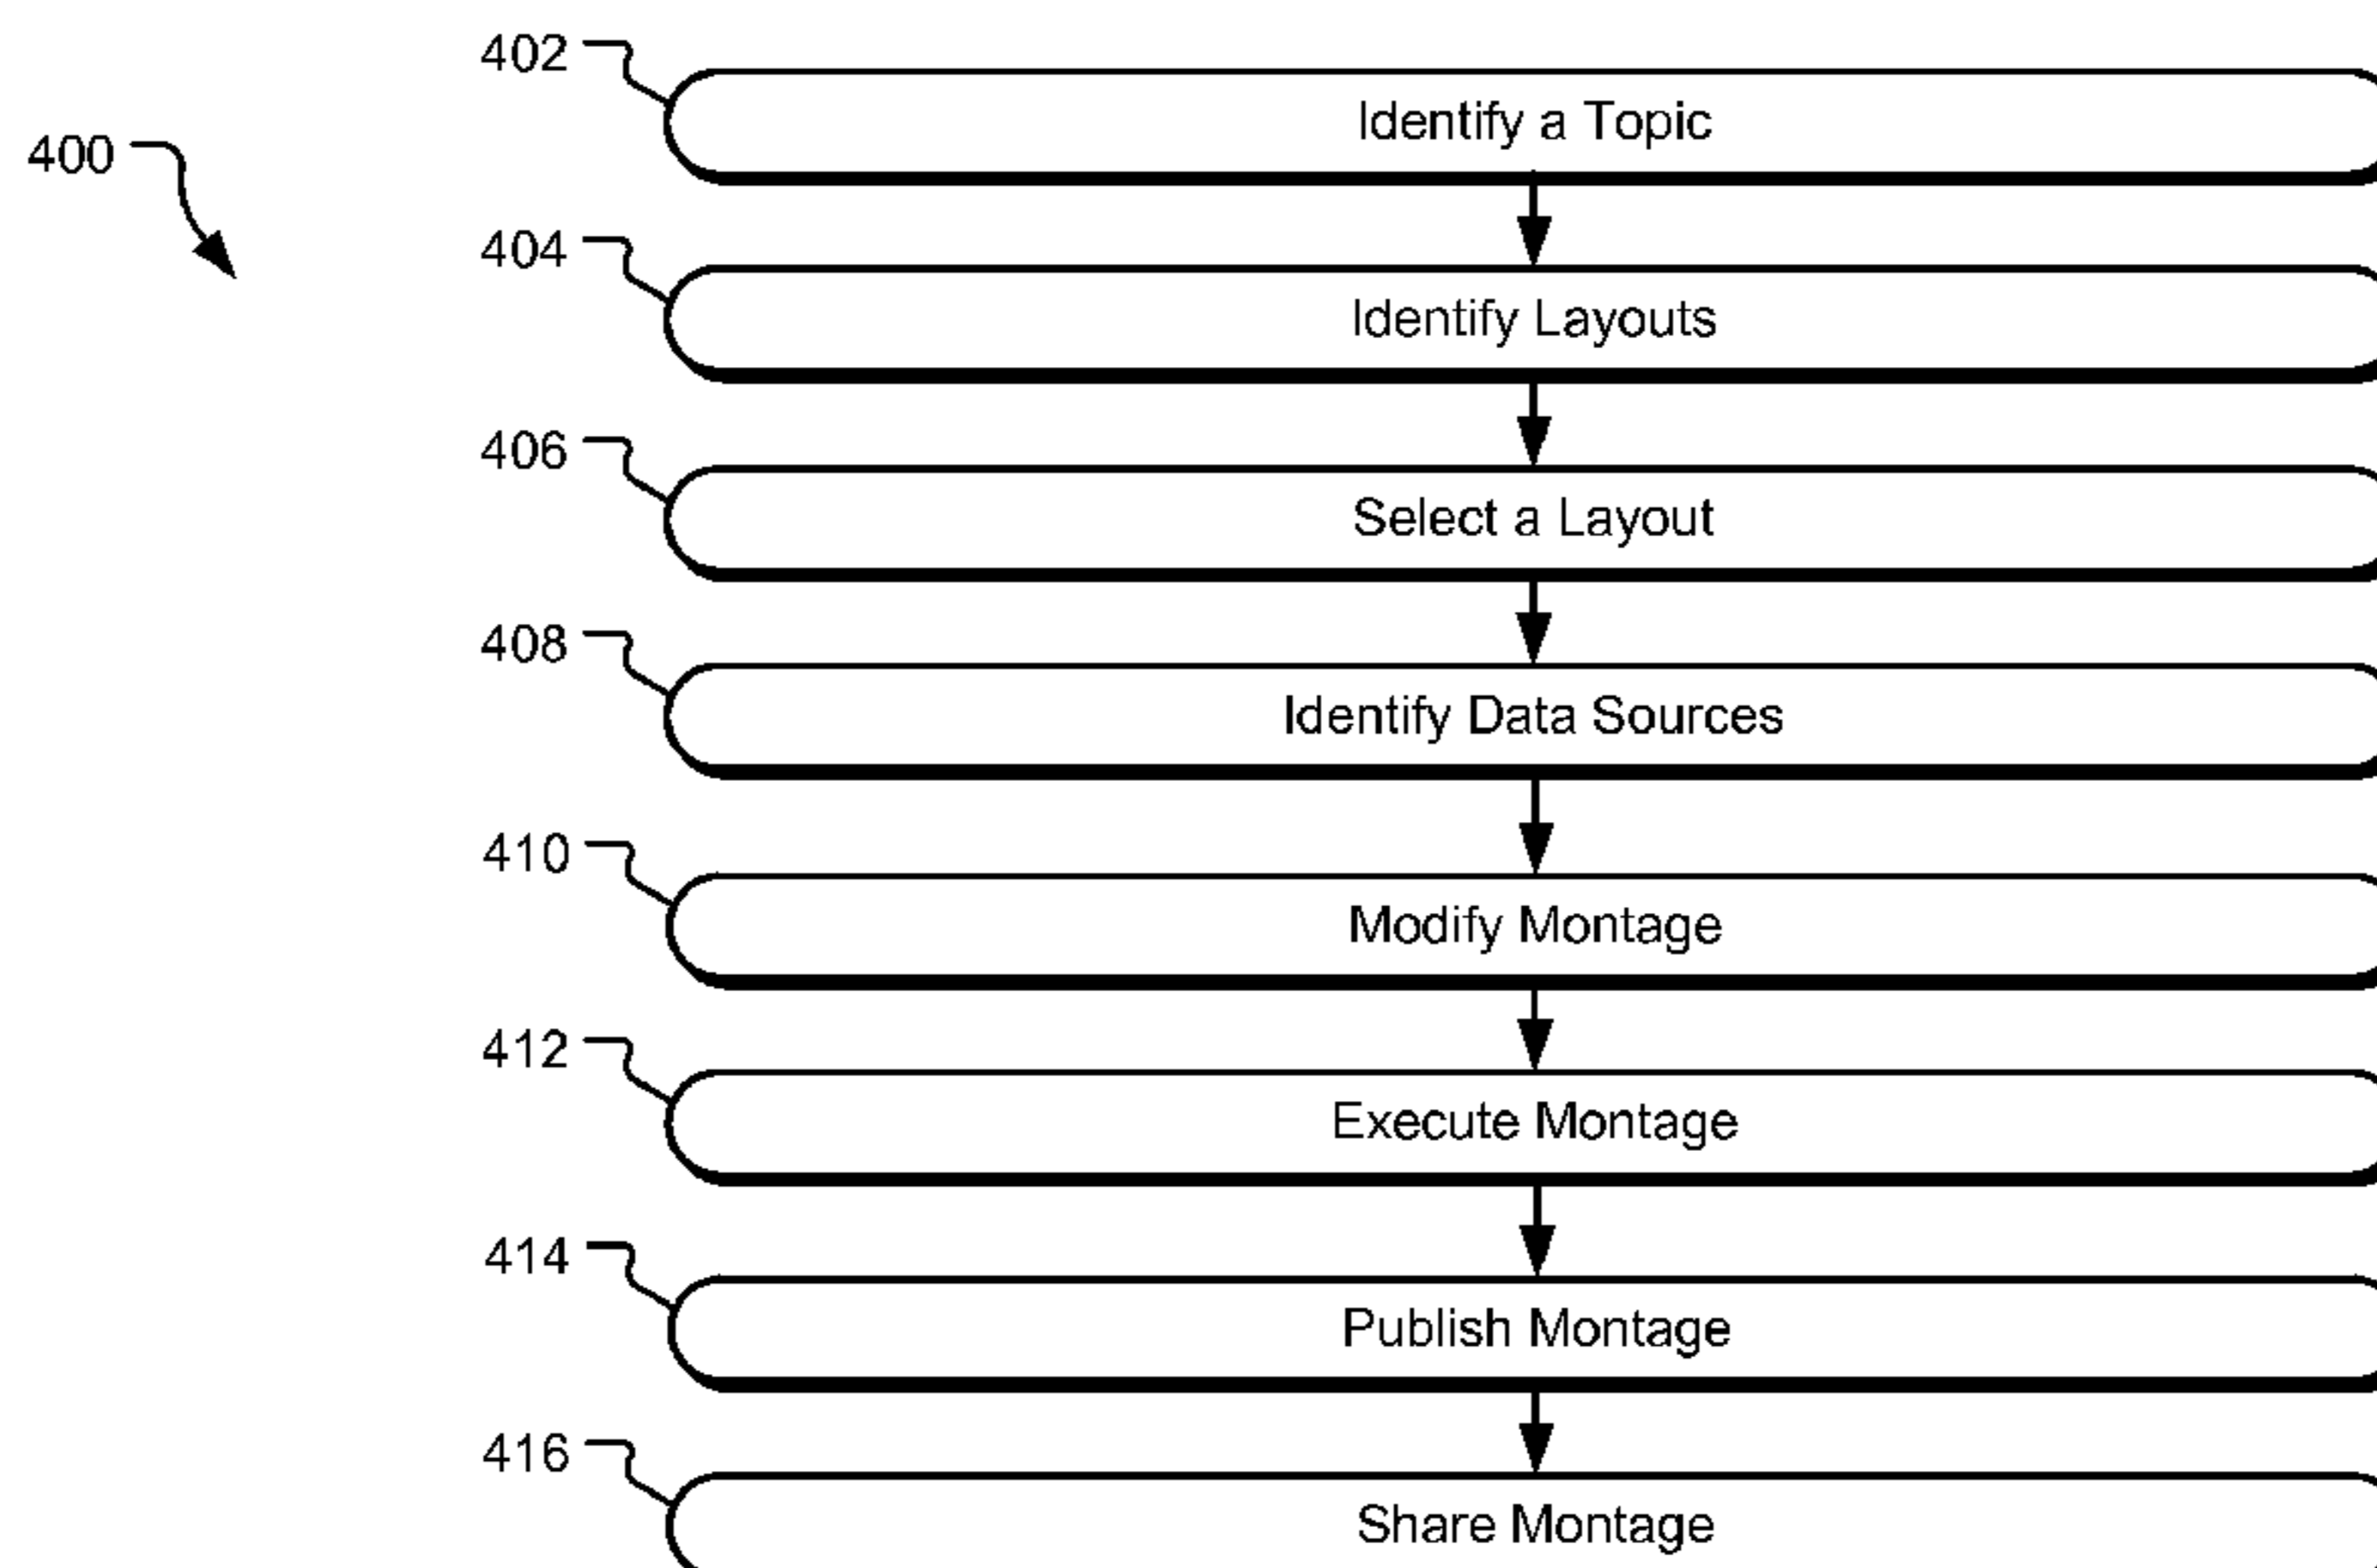 402
Identify a Topic
400
404
Identify Layouts
406
Select a Layout
408
Identify Data Sources
410
Modify Montage
412
Execute Montage
414
Publish Montage
416
Share Montage